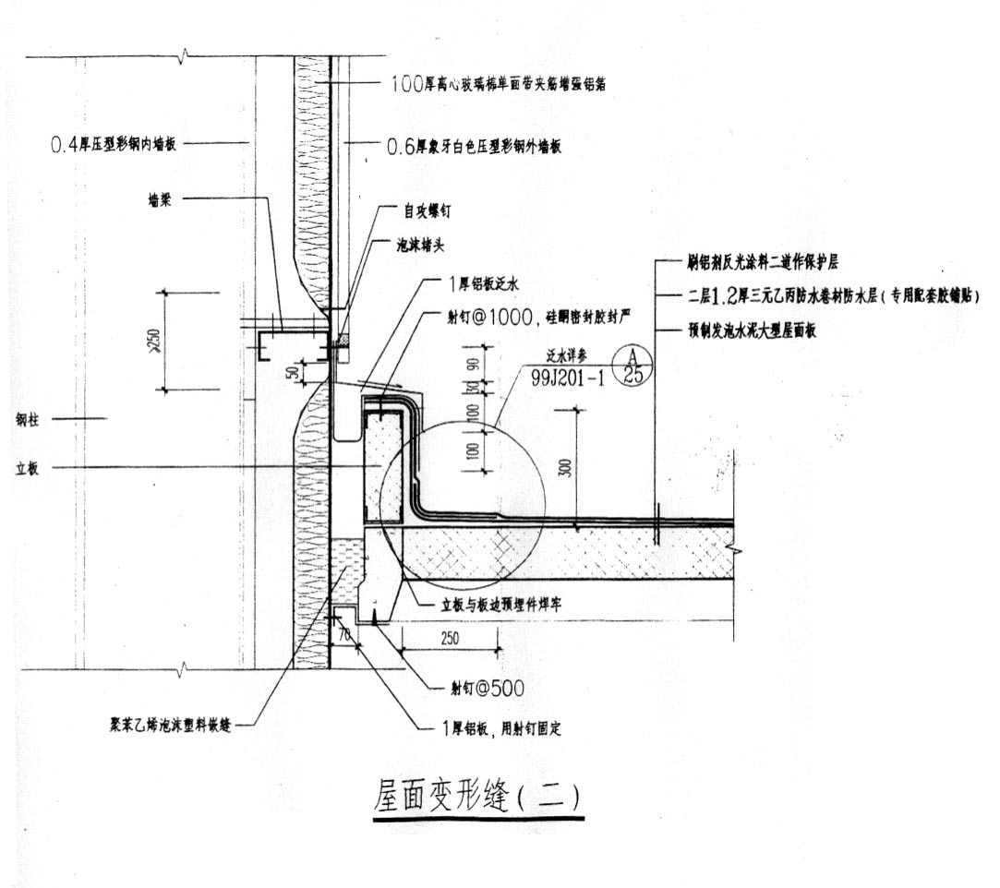 100厚离心玻璃棉单面带夹筋增强铝箔
0.4厚压型彩钢内墙板
0.6厚象牙白色压型彩钢外墙板
墙梁
自攻螺钉
泡沫堵头
刷铝剂反光涂料二道作保护层
1厚铝板泛水
二层1.2厚三元乙丙防水卷材防水层(专用配套胶铺贴)
射钉@1000,硅酮密封胶封严
预制发泡水泥大型屋面板
≥250
50
90
30
100
100
泛水详参
99J201-1
A
25
300
钢柱
立板
立板与板边预埋件焊牢
70
250
射钉@500
聚苯乙烯泡沫塑料嵌缝
1厚铝板,用射钉固定
屋面变形缝(二)